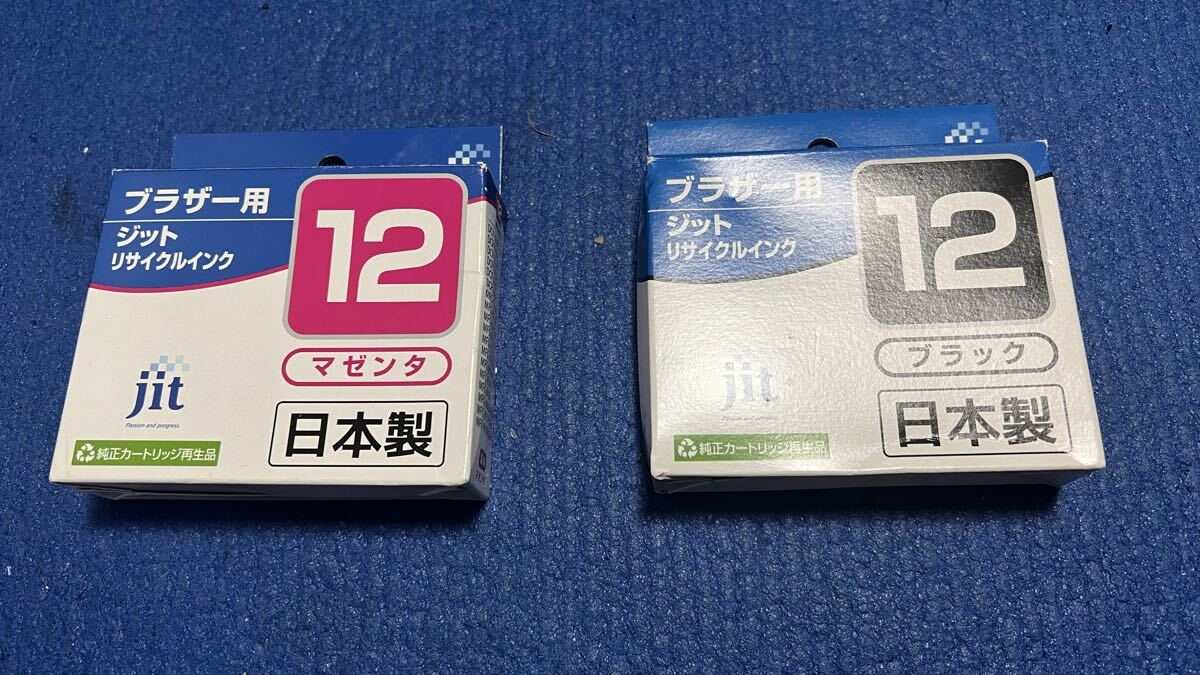 ブラザー用
ジット
リサイクルインク
12
マゼンタ
jit
Passion and progress.
日本製
純正カートリッジ再生品
ブラザー用
ジット
リサイクルインク
12
ブラック
jit
日本製
純正カートリッジ再生品